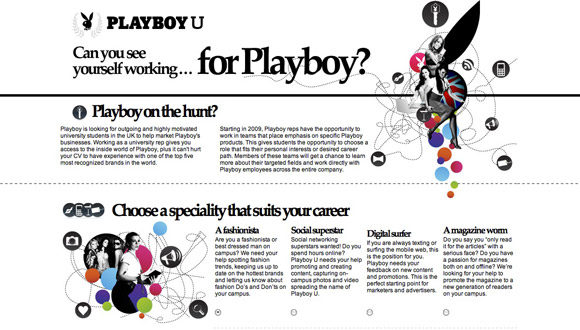 PLAYBOY U
Can you see
yourself working... for Playboy?
Playboy on the hunt?
Playboy is looking for outgoing and highly motivated
university students in the UK to help market Playboy's
businesses. Working as a university rep gives you
access to the inside world of Playboy, plus it can't hurt
your CV to have experience with one of the top five
most recognized brands in the world.
Starting in 2009, Playboy reps have the opportunity to
work in teams that place emphasis on specific Playboy
products. This gives students the opportunity to choose a
role that fits their personal interests or desired career
path. Members of these teams will get a chance to learn
more about their targeted fields and work directly with
Playboy employees across the entire company.
Choose a speciality that suits your career
A fashionista
Are you a fashionista or
best dressed man on
campus? We need your
help spotting fashion
trends, keeping us up to
date on the hottest brands
and letting us know about
fashion Do's and Don'ts on
your campus.
Social superstar
Social networking
superstars wanted! Do you
spend hours online?
Playboy U needs your help
promoting and creating
content, capturing on-
campus photos and video
spreading the name of
Playboy U.
Digital surfer
If you are always texting or
surfing the mobile web, this
is the position for you.
Playboy needs your
feedback on new content
and promotions. This is the
perfect starting point for
marketers and advertisers.
A magazine worm
Do you say you "only read
it for the articles" with a
serious face? Do you have
a passion for magazines
both on and offline? We're
looking for your help to
promote the magazine to a
new generation of readers
on your campus.